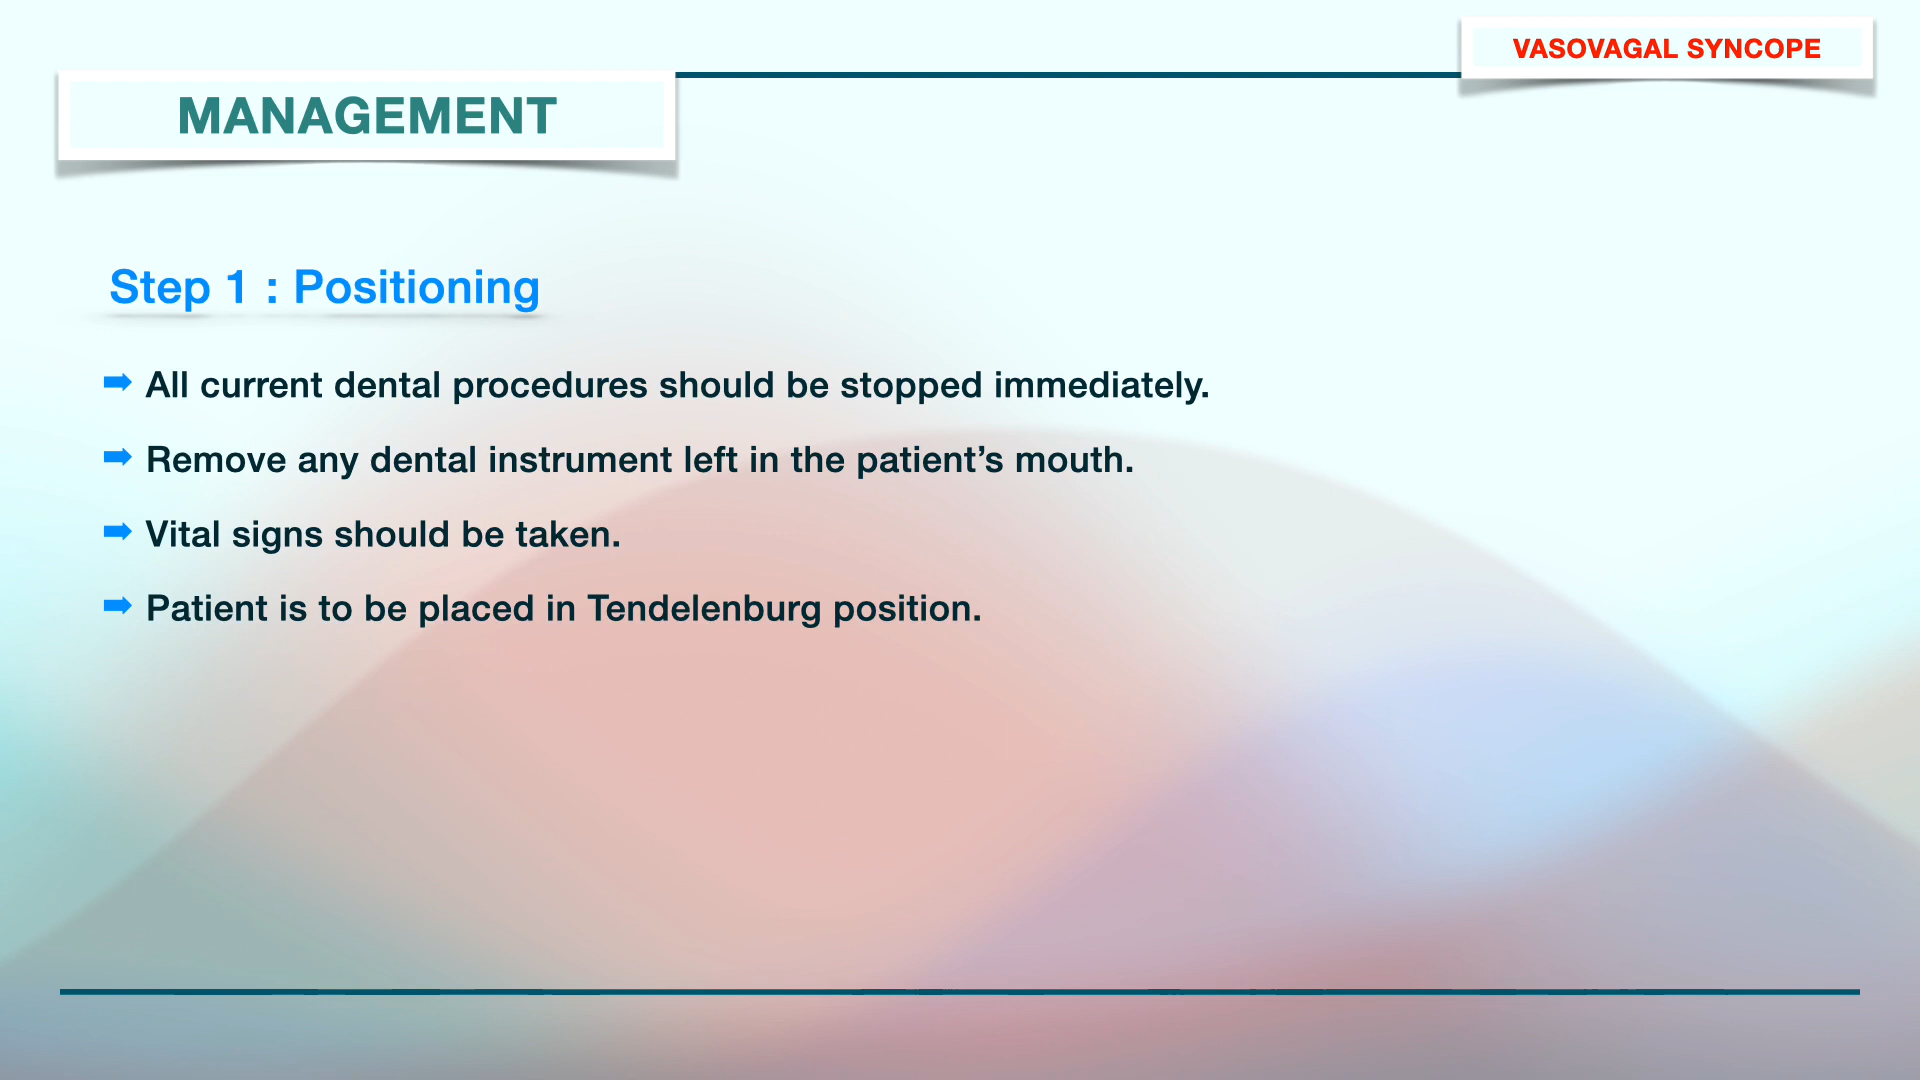 VASOVAGAL SYNCOPE
MANAGEMENT
Step 1 : Positioning
➡ All current dental procedures should be stopped immediately.
➡ Remove any dental instrument left in the patient’s mouth.
➡ Vital signs should be taken.
➡ Patient is to be placed in Tendelenburg position.